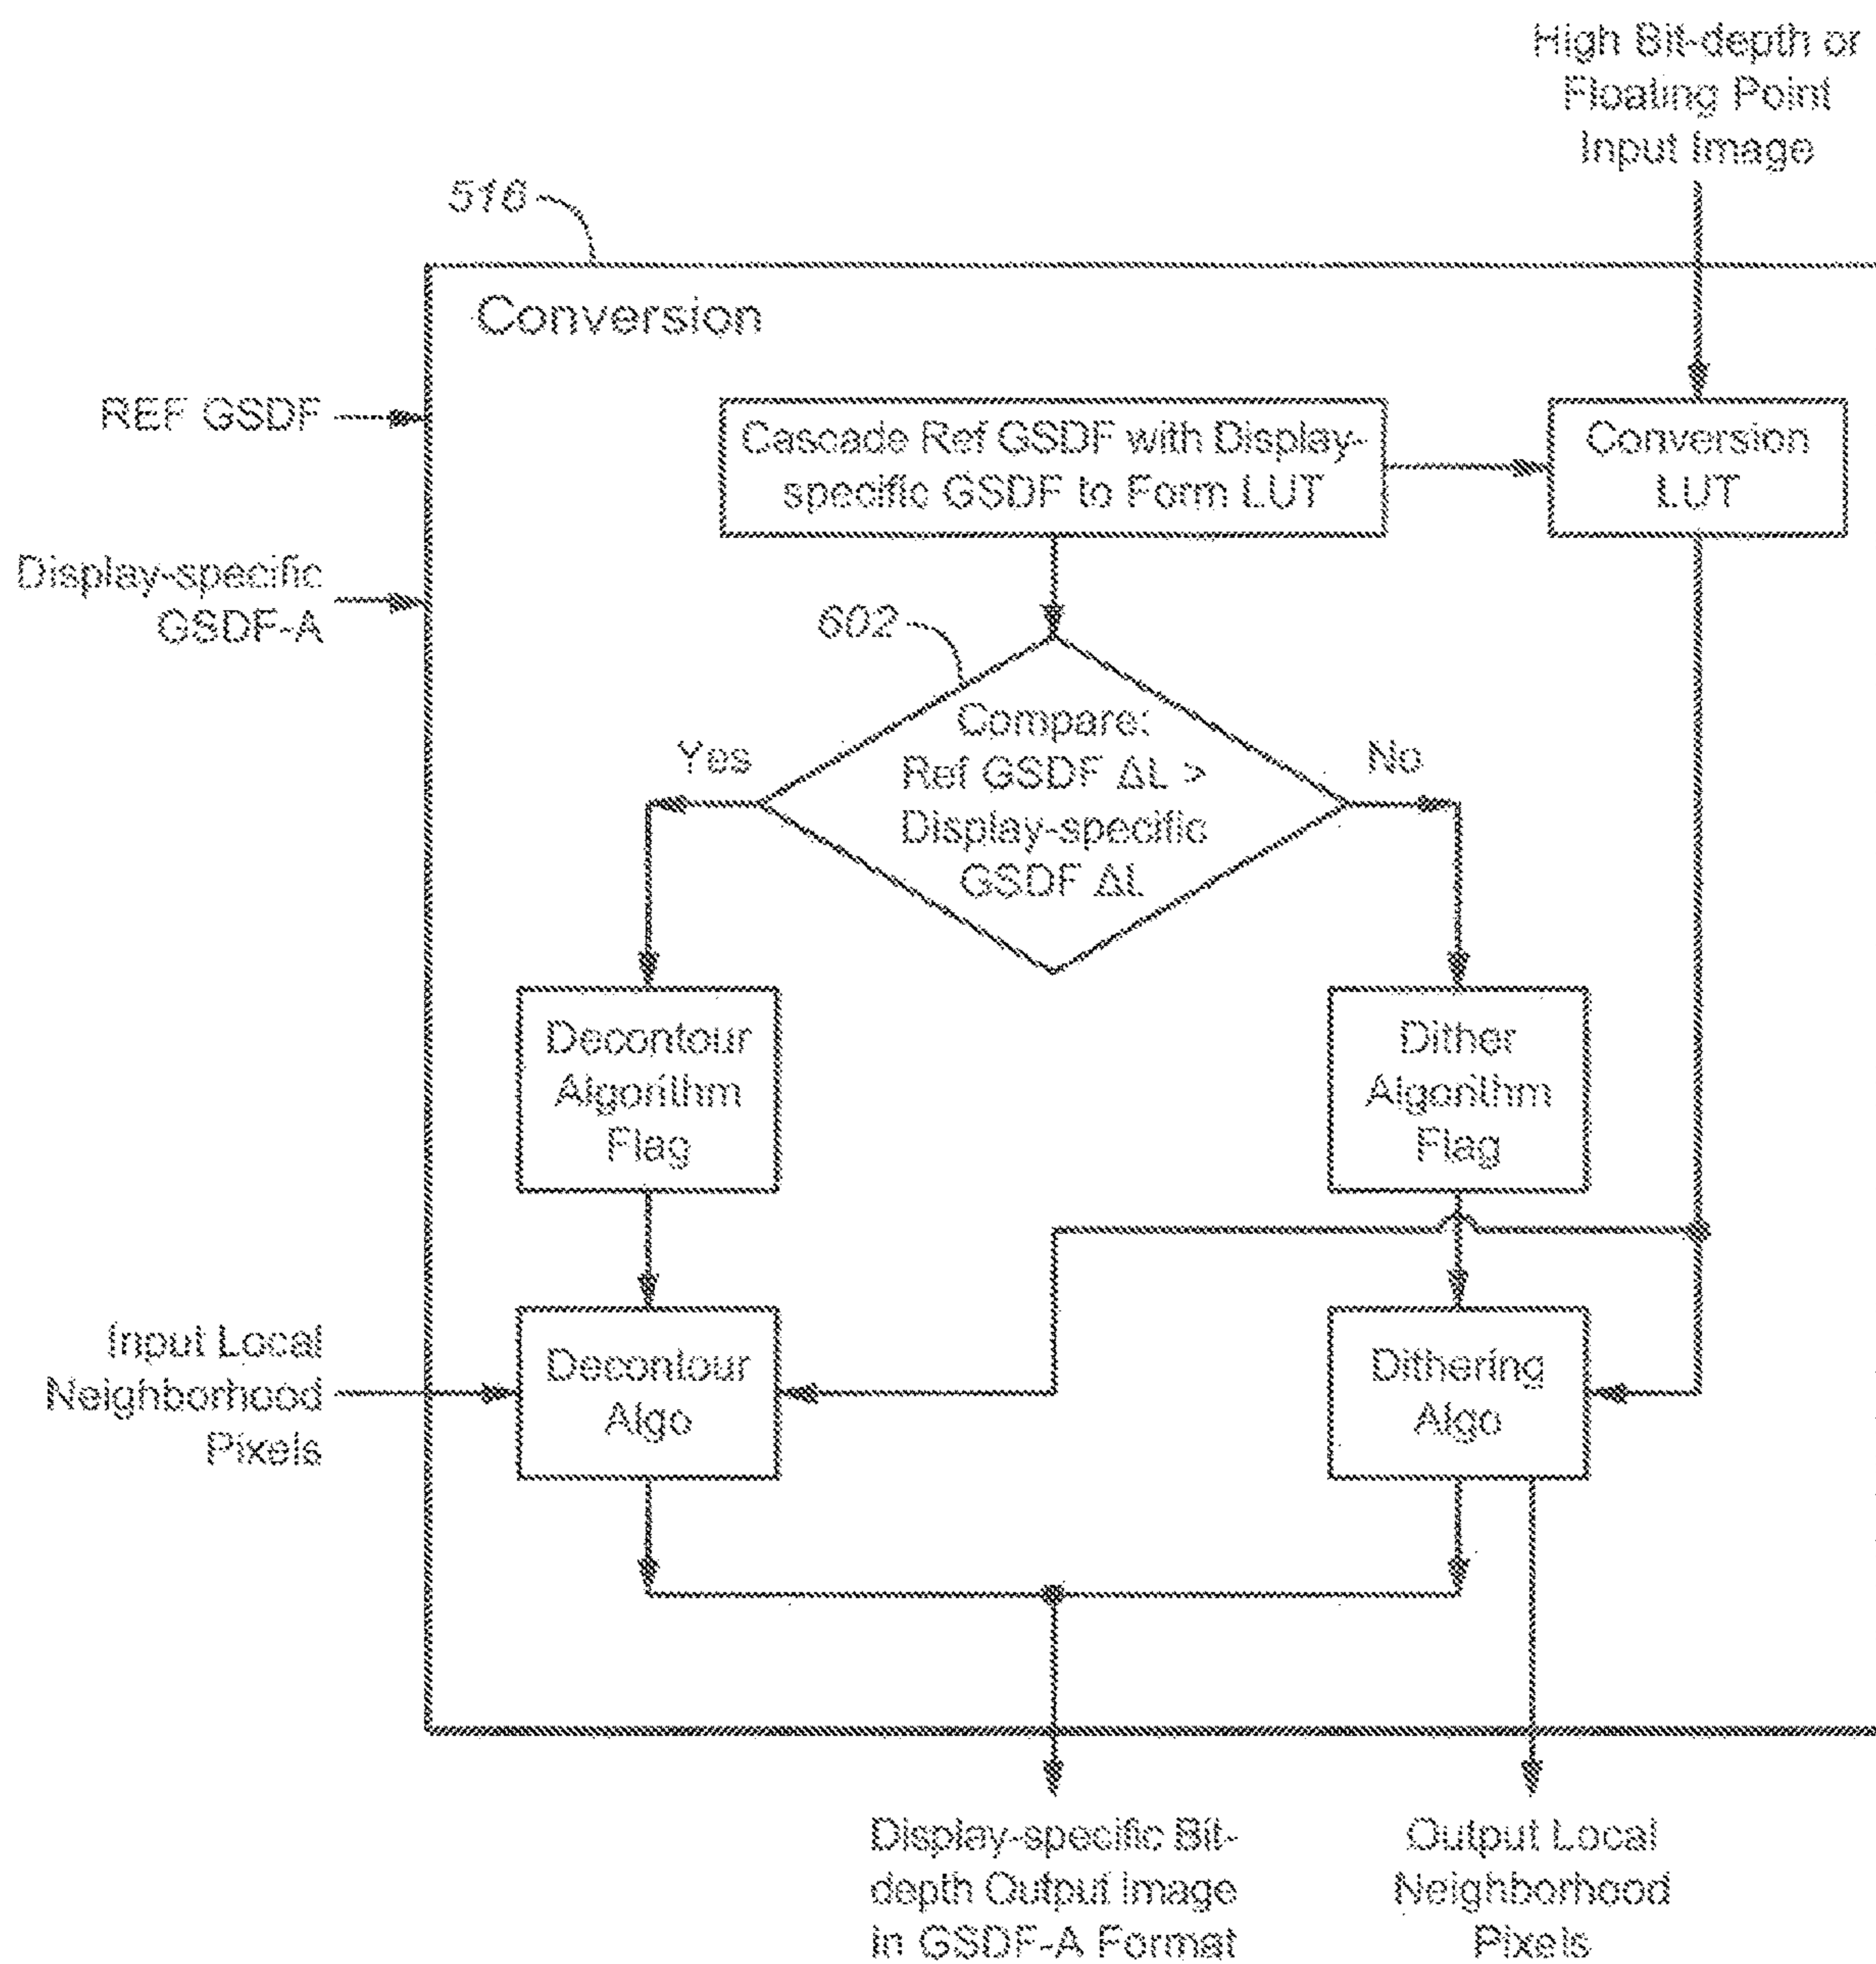 High Bit-depth or
Floating Point
Input Image
516
Conversion
REF GSDF
Cascade Ref GSDF with Display-
specific GSDF to Form LUT
Conversion
LUT
Display-specific
GSDF-A
602
Compare:
Ref GSDF ΔL >
Display-specific
GSDF ΔL
Yes
No
Decontour
Algorithm
Flag
Dither
Algorithm
Flag
Input Local
Neighborhood
Pixels
Decontour
Algo
Dithering
Algo
Display-specific Bit-
depth Output Image
in GSDF-A Format
Output Local
Neighborhood
Pixels